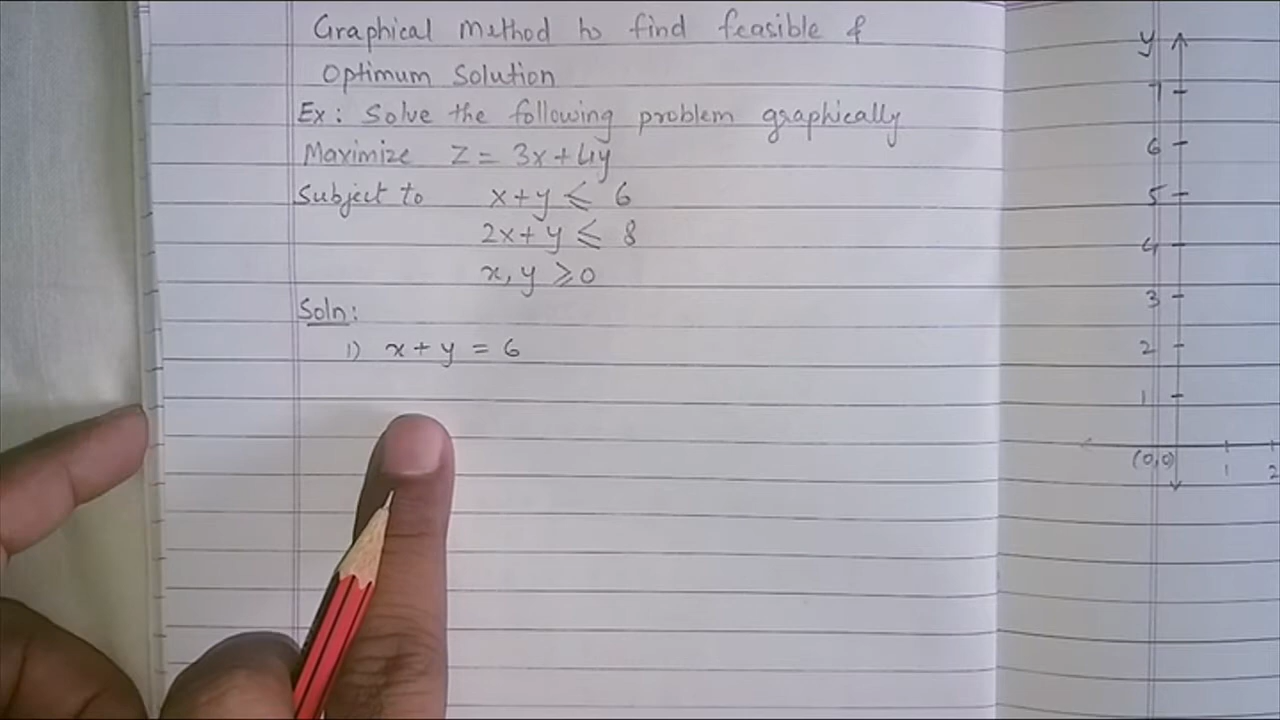 Graphical Method to find feasible &
Optimum Solution
Ex: Solve the following problem graphically
Maximize Z = 3x+4y
Subject to x+y ⩽ 6
2x+y ⩽ 8
x, y ⩾ 0
Soln:
1) x + y = 6
y
7
6
5
4
3
2
1
(0,0) 1 2